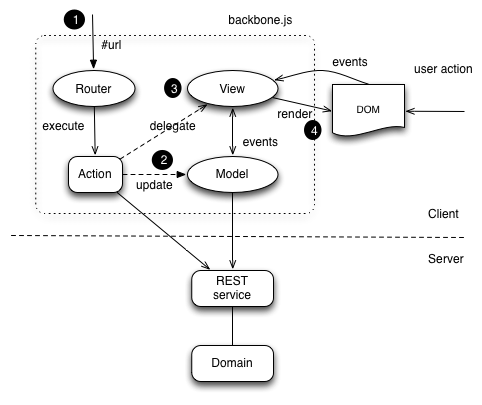 backbone.js
1
#url
events
user action
Router
3
View
DOM
render
4
execute
delegate
events
2
Action
update
Model
Client
Server
REST
service
Domain